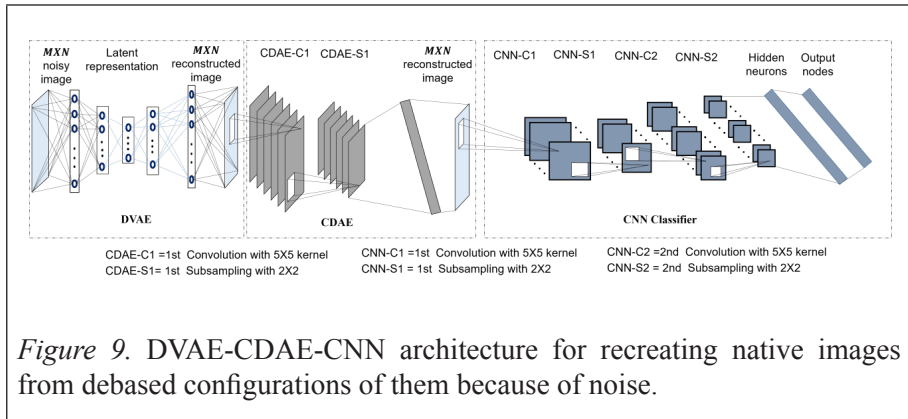 MXN noisy image
Latent representation
MXN reconstructed image
CDAE-C1
CDAE-S1
MXN reconstructed image
CNN-C1
CNN-S1
CNN-C2
CNN-S2
Hidden neurons
Output nodes
DVAE
CDAE
CNN Classifier
CDAE-C1 =1st Convolution with 5X5 kernel
CDAE-S1= 1st Subsampling with 2X2
CNN-C1 =1st Convolution with 5X5 kernel
CNN-S1 = 1st Subsampling with 2X2
CNN-C2 =2nd Convolution with 5X5 kernel
CNN-S2 = 2nd Subsampling with 2X2
Figure 9. DVAE-CDAE-CNN architecture for recreating native images
from debased configurations of them because of noise.